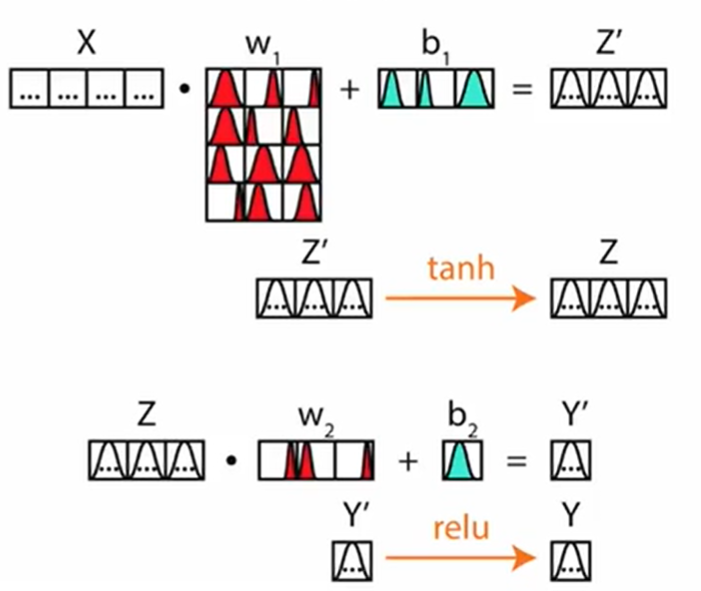 X w₁ b₁ Z'
... ... ... ... • + = ... ... ...
Z' tanh Z
... ... ... ... ... ...
Z w₂ b₂ Y'
... ... ... • + = ...
Y' relu Y
... ...